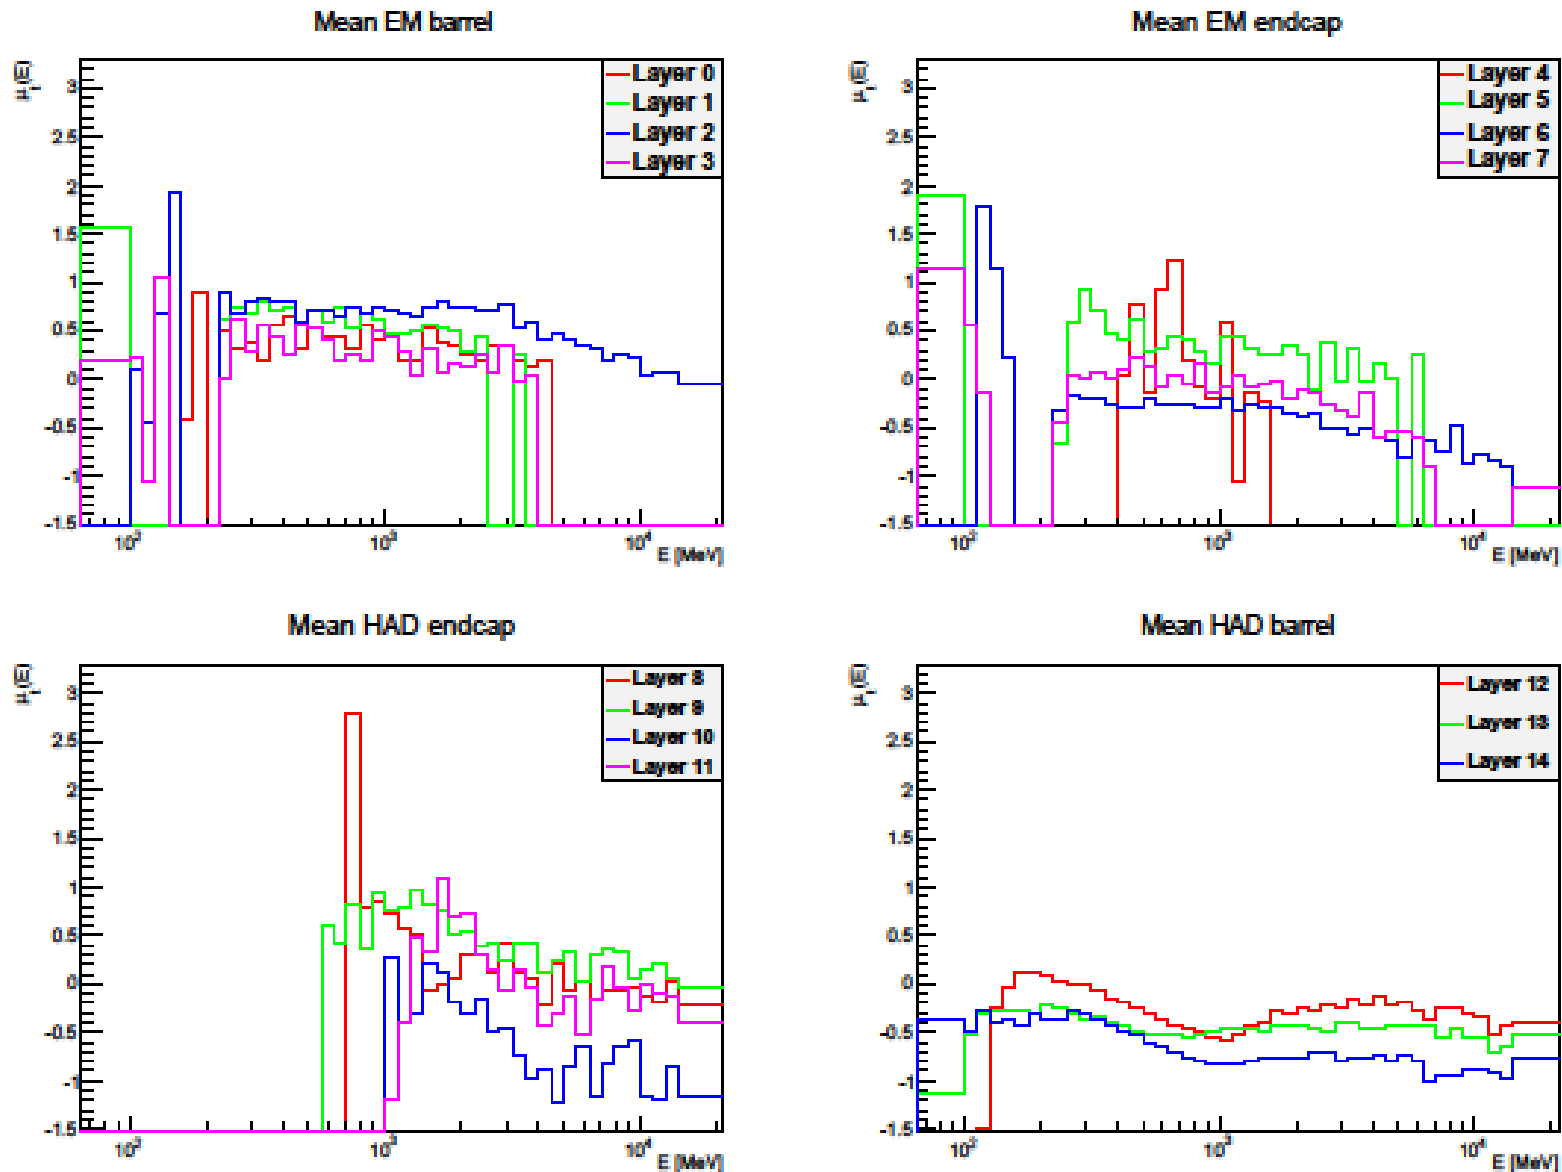 Mean EM barrel
μ_i(E)
3
2.5
2
1.5
1
0.5
0
-0.5
-1
-1.5
10²
10³
10⁴
E [MeV]
Layer 0
Layer 1
Layer 2
Layer 3
Mean EM endcap
μ_i(E)
3
2.5
2
1.5
1
0.5
0
-0.5
-1
-1.5
10²
10³
10⁴
E [MeV]
Layer 4
Layer 5
Layer 6
Layer 7
Mean HAD endcap
μ_i(E)
3
2.5
2
1.5
1
0.5
0
-0.5
-1
-1.5
10²
10³
10⁴
E [MeV]
Layer 8
Layer 9
Layer 10
Layer 11
Mean HAD barrel
μ_i(E)
3
2.5
2
1.5
1
0.5
0
-0.5
-1
-1.5
10²
10³
10⁴
E [MeV]
Layer 12
Layer 13
Layer 14